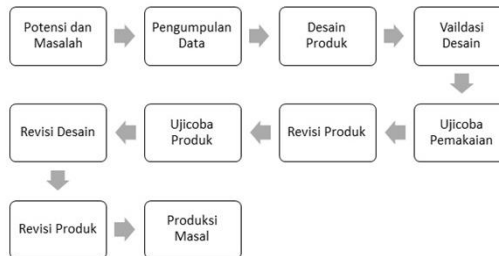 Potensi dan
Masalah
Pengumpulan
Data
Desain
Produk
Vaildasi
Desain
Ujicoba
Pemakaian
Revisi Produk
Ujicoba
Produk
Revisi Desain
Revisi Produk
Produksi
Masal